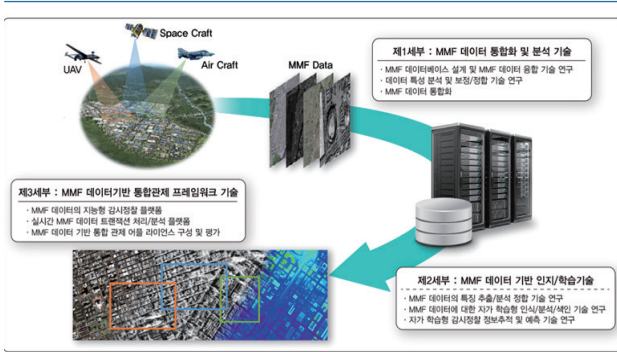 Space Craft
UAV
Air Craft
MMF Data
제1세부 : MMF 데이터 통합화 및 분석 기술
· MMF 데이터베이스 설계 및 MMF 데이터 융합 기술 연구
· 데이터 특성 분석 및 보정/정합 기술 연구
· MMF 데이터 통합화
제3세부 : MMF 데이터기반 통합관제 프레임워크 기술
· MMF 데이터의 지능형 감시정찰 플랫폼
· 실시간 MMF 데이터 트랜잭션 처리/분석 플랫폼
· MMF 데이터 기반 통합 관제 어플 라이언스 구성 및 평가
제2세부 : MMF 데이터 기반 인지/학습기술
· MMF 데이터의 특징 추출/분석 정합 기술 연구
· MMF 데이터에 대한 자가 학습형 인식/분석/색인 기술 연구
· 자가 학습형 감시정찰 정보추적 및 예측 기술 연구